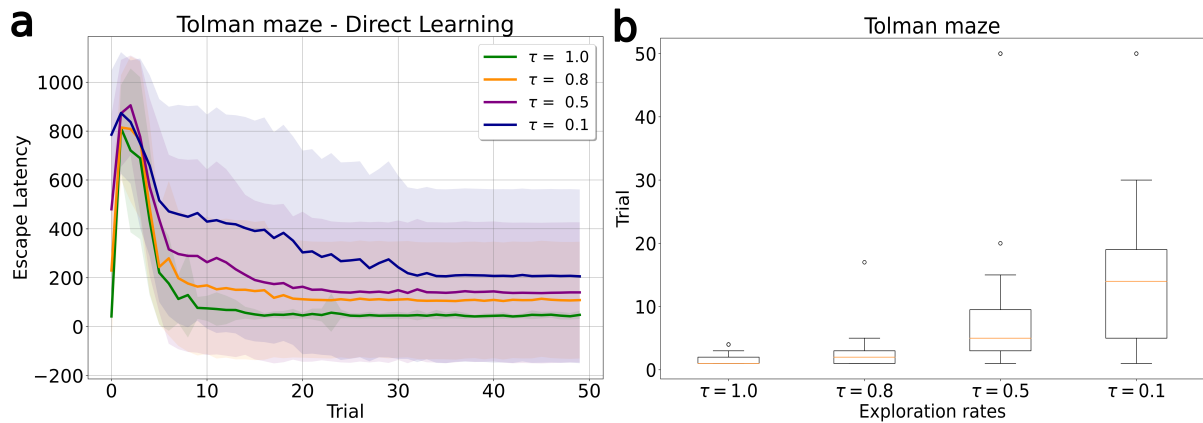 a
Tolman maze - Direct Learning
τ = 1.0
τ = 0.8
τ = 0.5
τ = 0.1
Escape Latency
1000
800
600
400
200
0
−200
0 10 20 30 40 50
Trial
b
Tolman maze
Trial
50
40
30
20
10
0
τ = 1.0 τ = 0.8 τ = 0.5 τ = 0.1
Exploration rates